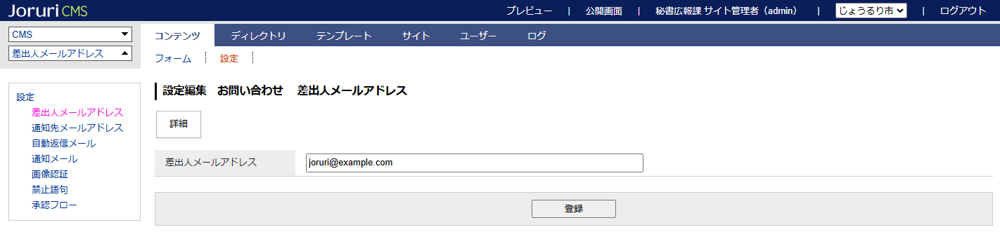 Joruri CMS
プレビュー | 公開画面 | 秘書広報課 サイト管理者（admin） | じょうるり市 | ログアウト
CMS
差出人メールアドレス
コンテンツ ディレクトリ テンプレート サイト ユーザー ログ
フォーム 設定
設定
差出人メールアドレス
通知先メールアドレス
自動返信メール
通知メール
画像認証
禁止語句
承認フロー
設定編集 お問い合わせ 差出人メールアドレス
詳細
差出人メールアドレス joruri@example.com
登録